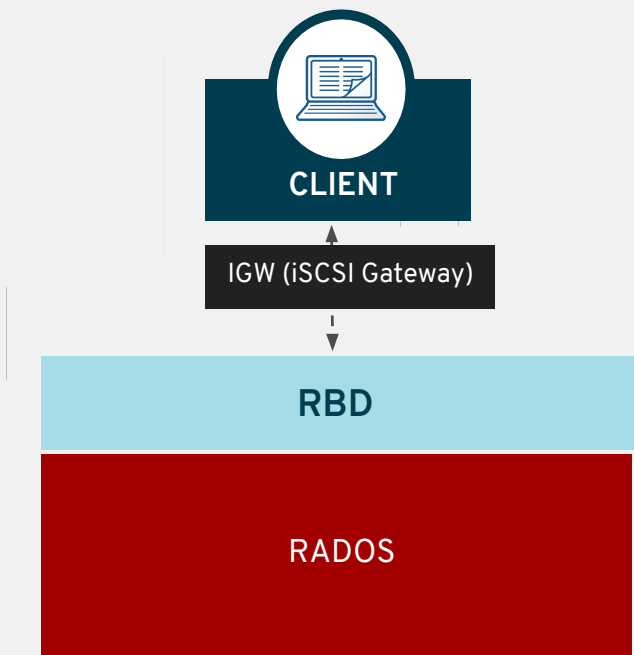 CLIENT
IGW (iSCSI Gateway)
RBD
RADOS